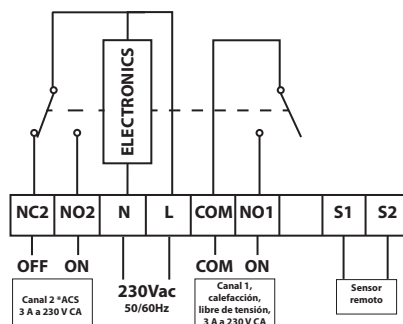 ELECTRONICS
NC2 NO2 N L COM NO1 S1 S2
OFF ON
230Vac
50/60Hz
COM ON
Canal 2 *ACS
3 A a 230 V CA
Canal 1,
calefacción,
libre de tensión,
3 A a 230 V CA
Sensor
remoto